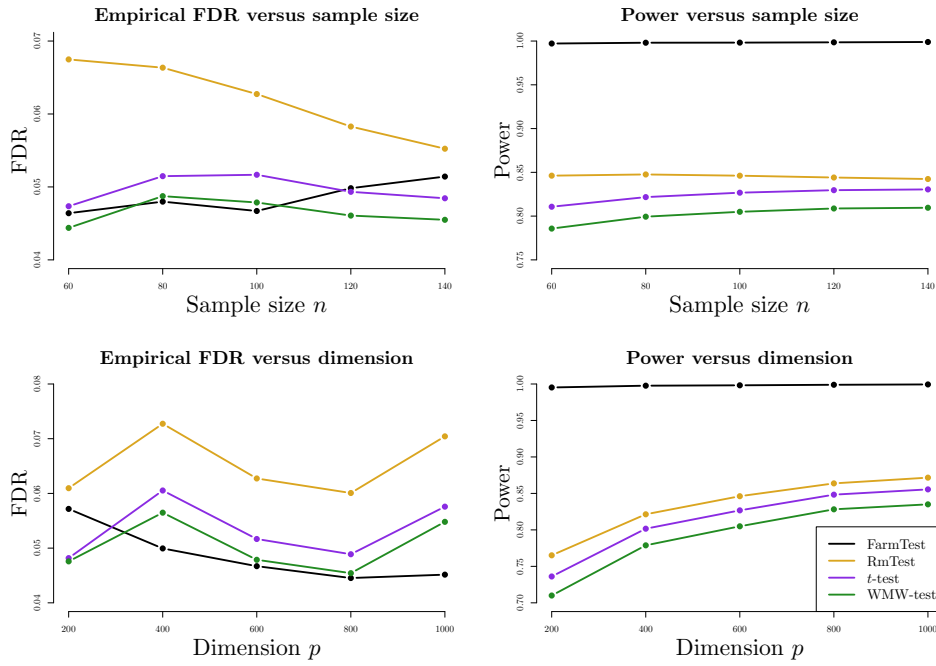 Empirical FDR versus sample size
FDR
0.04 0.05 0.06 0.07
60 80 100 120 140
Sample size n
Power versus sample size
Power
0.75 0.80 0.85 0.90 0.95 1.00
60 80 100 120 140
Sample size n
Empirical FDR versus dimension
FDR
0.04 0.05 0.06 0.07 0.08
200 400 600 800 1000
Dimension p
Power versus dimension
Power
0.70 0.75 0.80 0.85 0.90 0.95 1.00
200 400 600 800 1000
Dimension p
FarmTest
RmTest
t-test
WMW-test